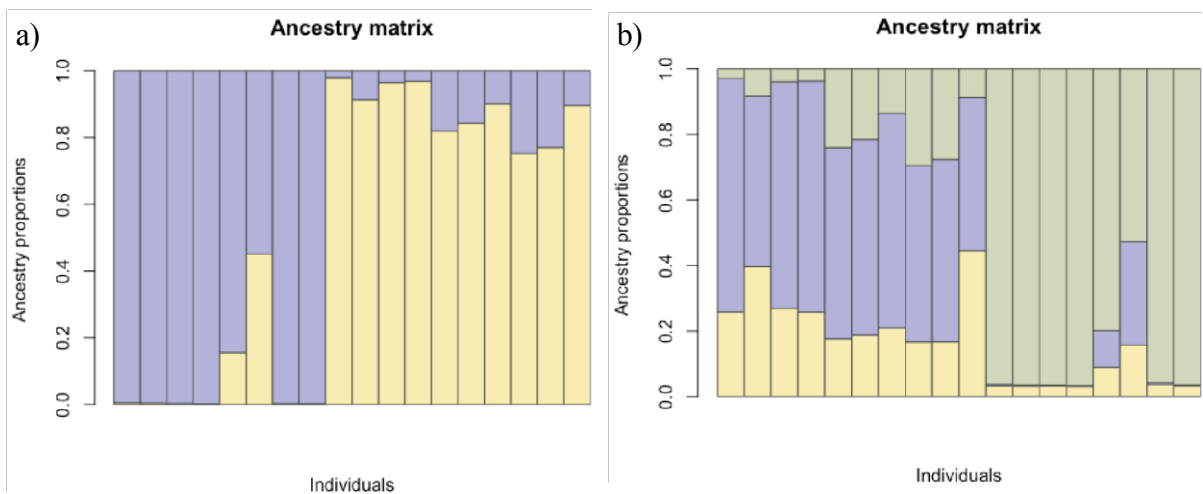 a)
Ancestry matrix
Ancestry proportions
1.0
0.8
0.6
0.4
0.2
0.0
Individuals
b)
Ancestry matrix
Ancestry proportions
1.0
0.8
0.6
0.4
0.2
0.0
Individuals